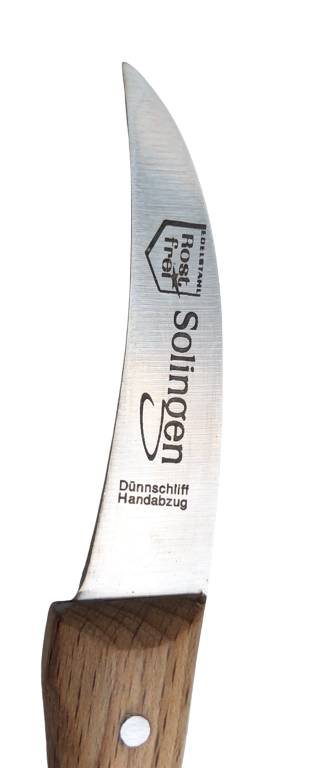 EDELSTAHL
Rost
frei
Solingen
Dünnschliff
Handabzug